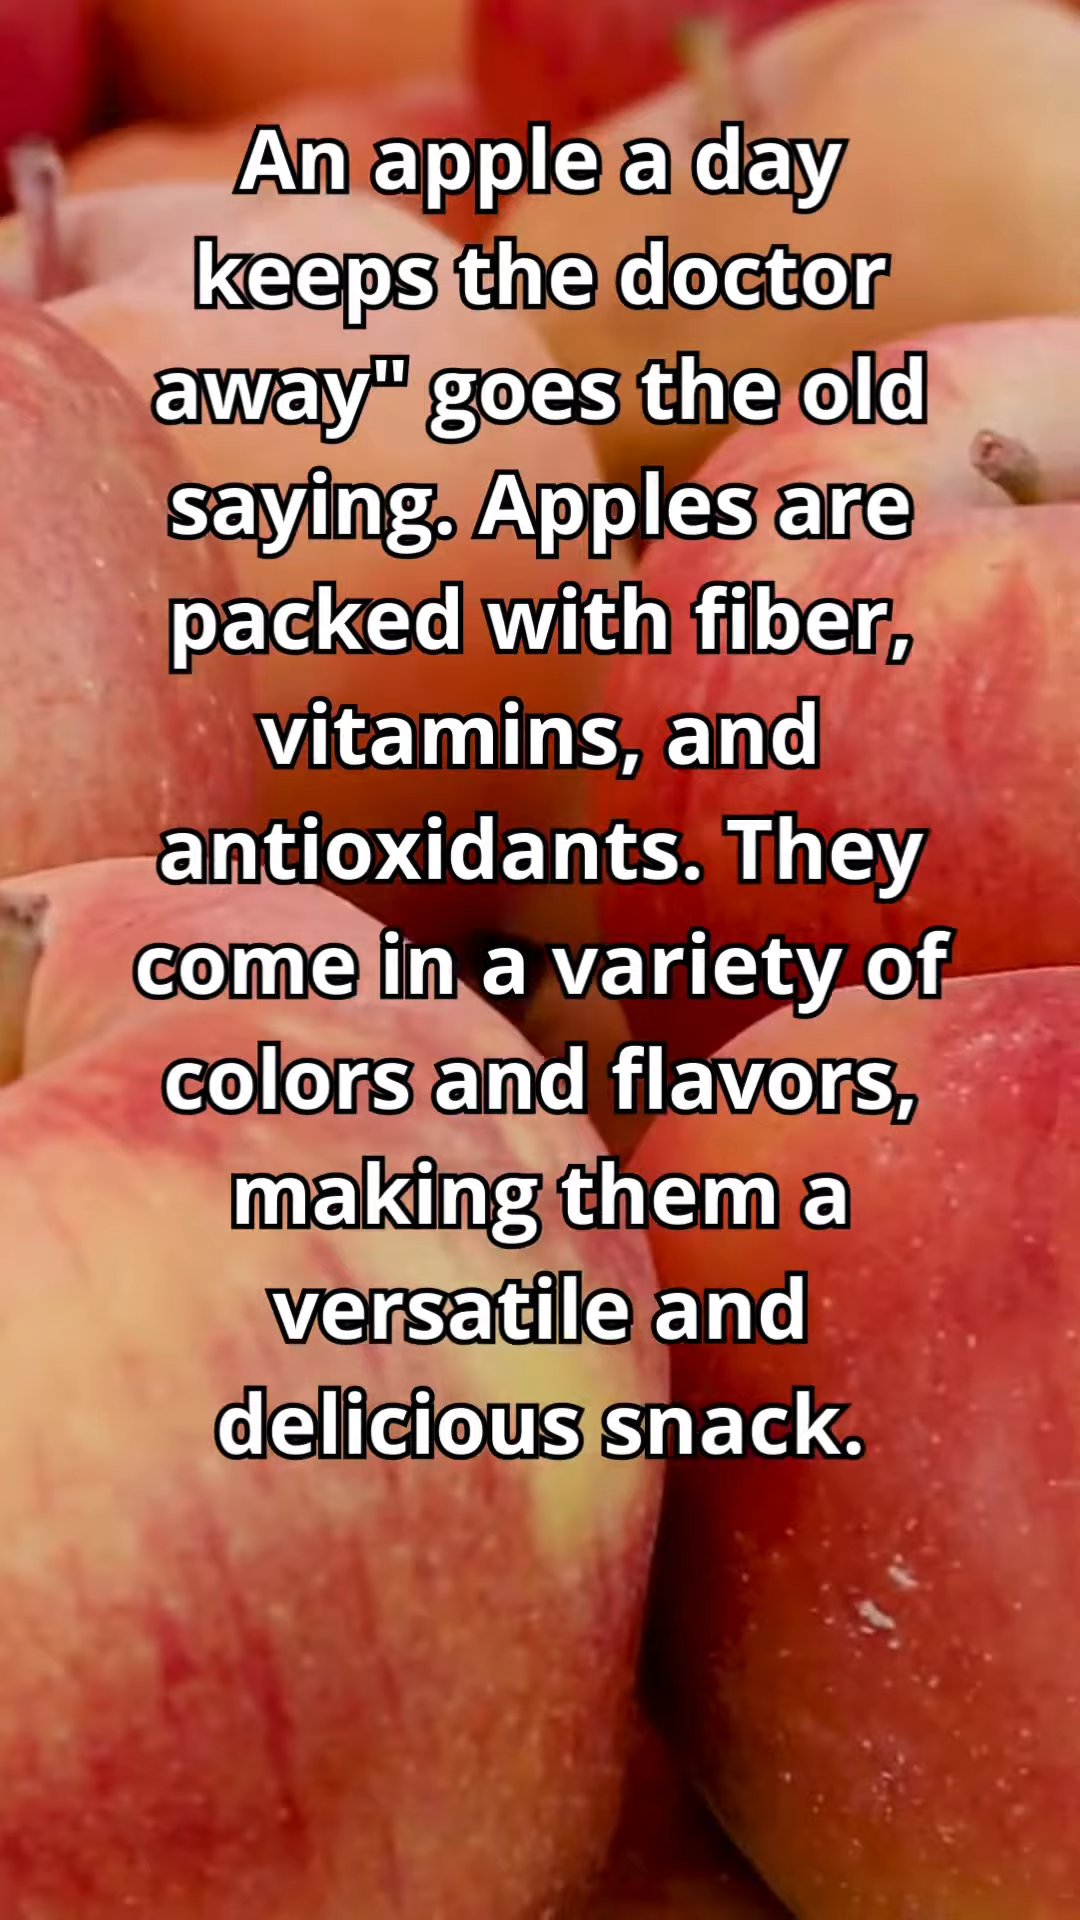 An apple a day
keeps the doctor
away" goes the old
saying. Apples are
packed with fiber,
vitamins, and
antioxidants. They
come in a variety of
colors and flavors,
making them a
versatile and
delicious snack.